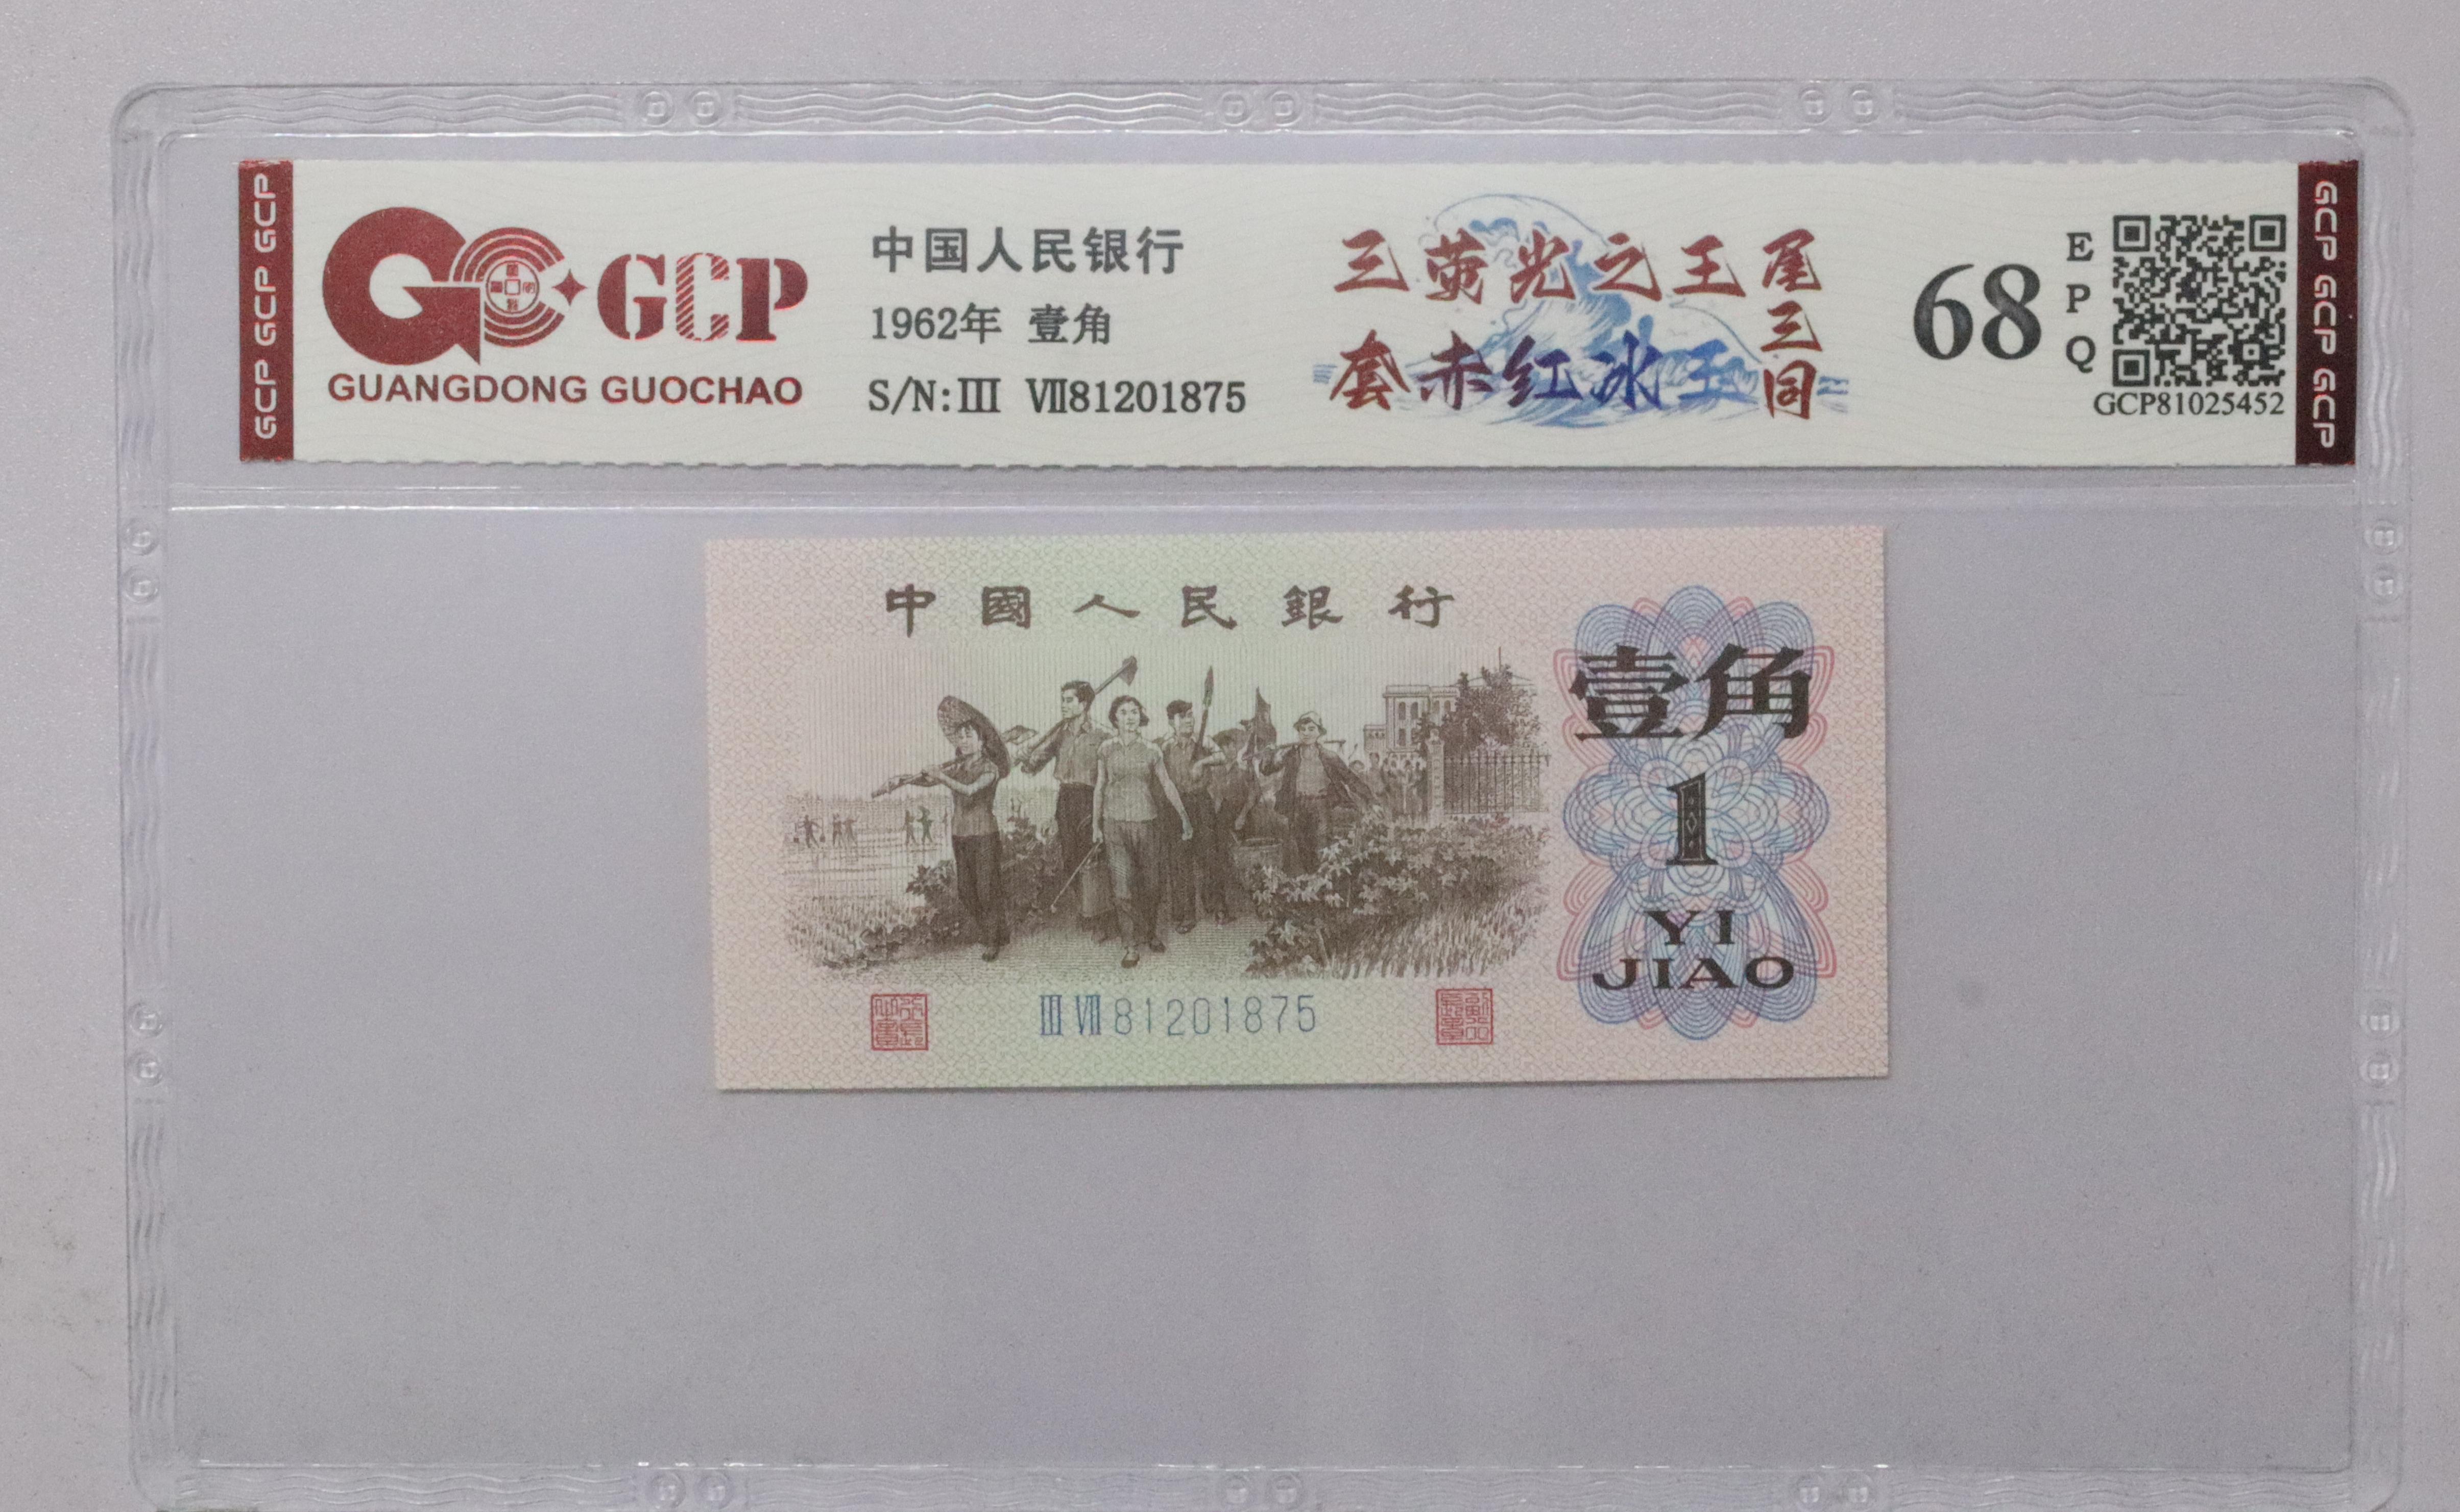 GCP GCP GCP
GCP
GUANGDONG GUOCHAO
中国人民银行
1962年 壹角
S/N:III VII81201875
三萤光之王
套赤红冰玉
尾三同
68
EPQ
GCP81025452
GCP GCP GCP
中國人民銀行
壹角
1
YI
JIAO
III VII 81201875